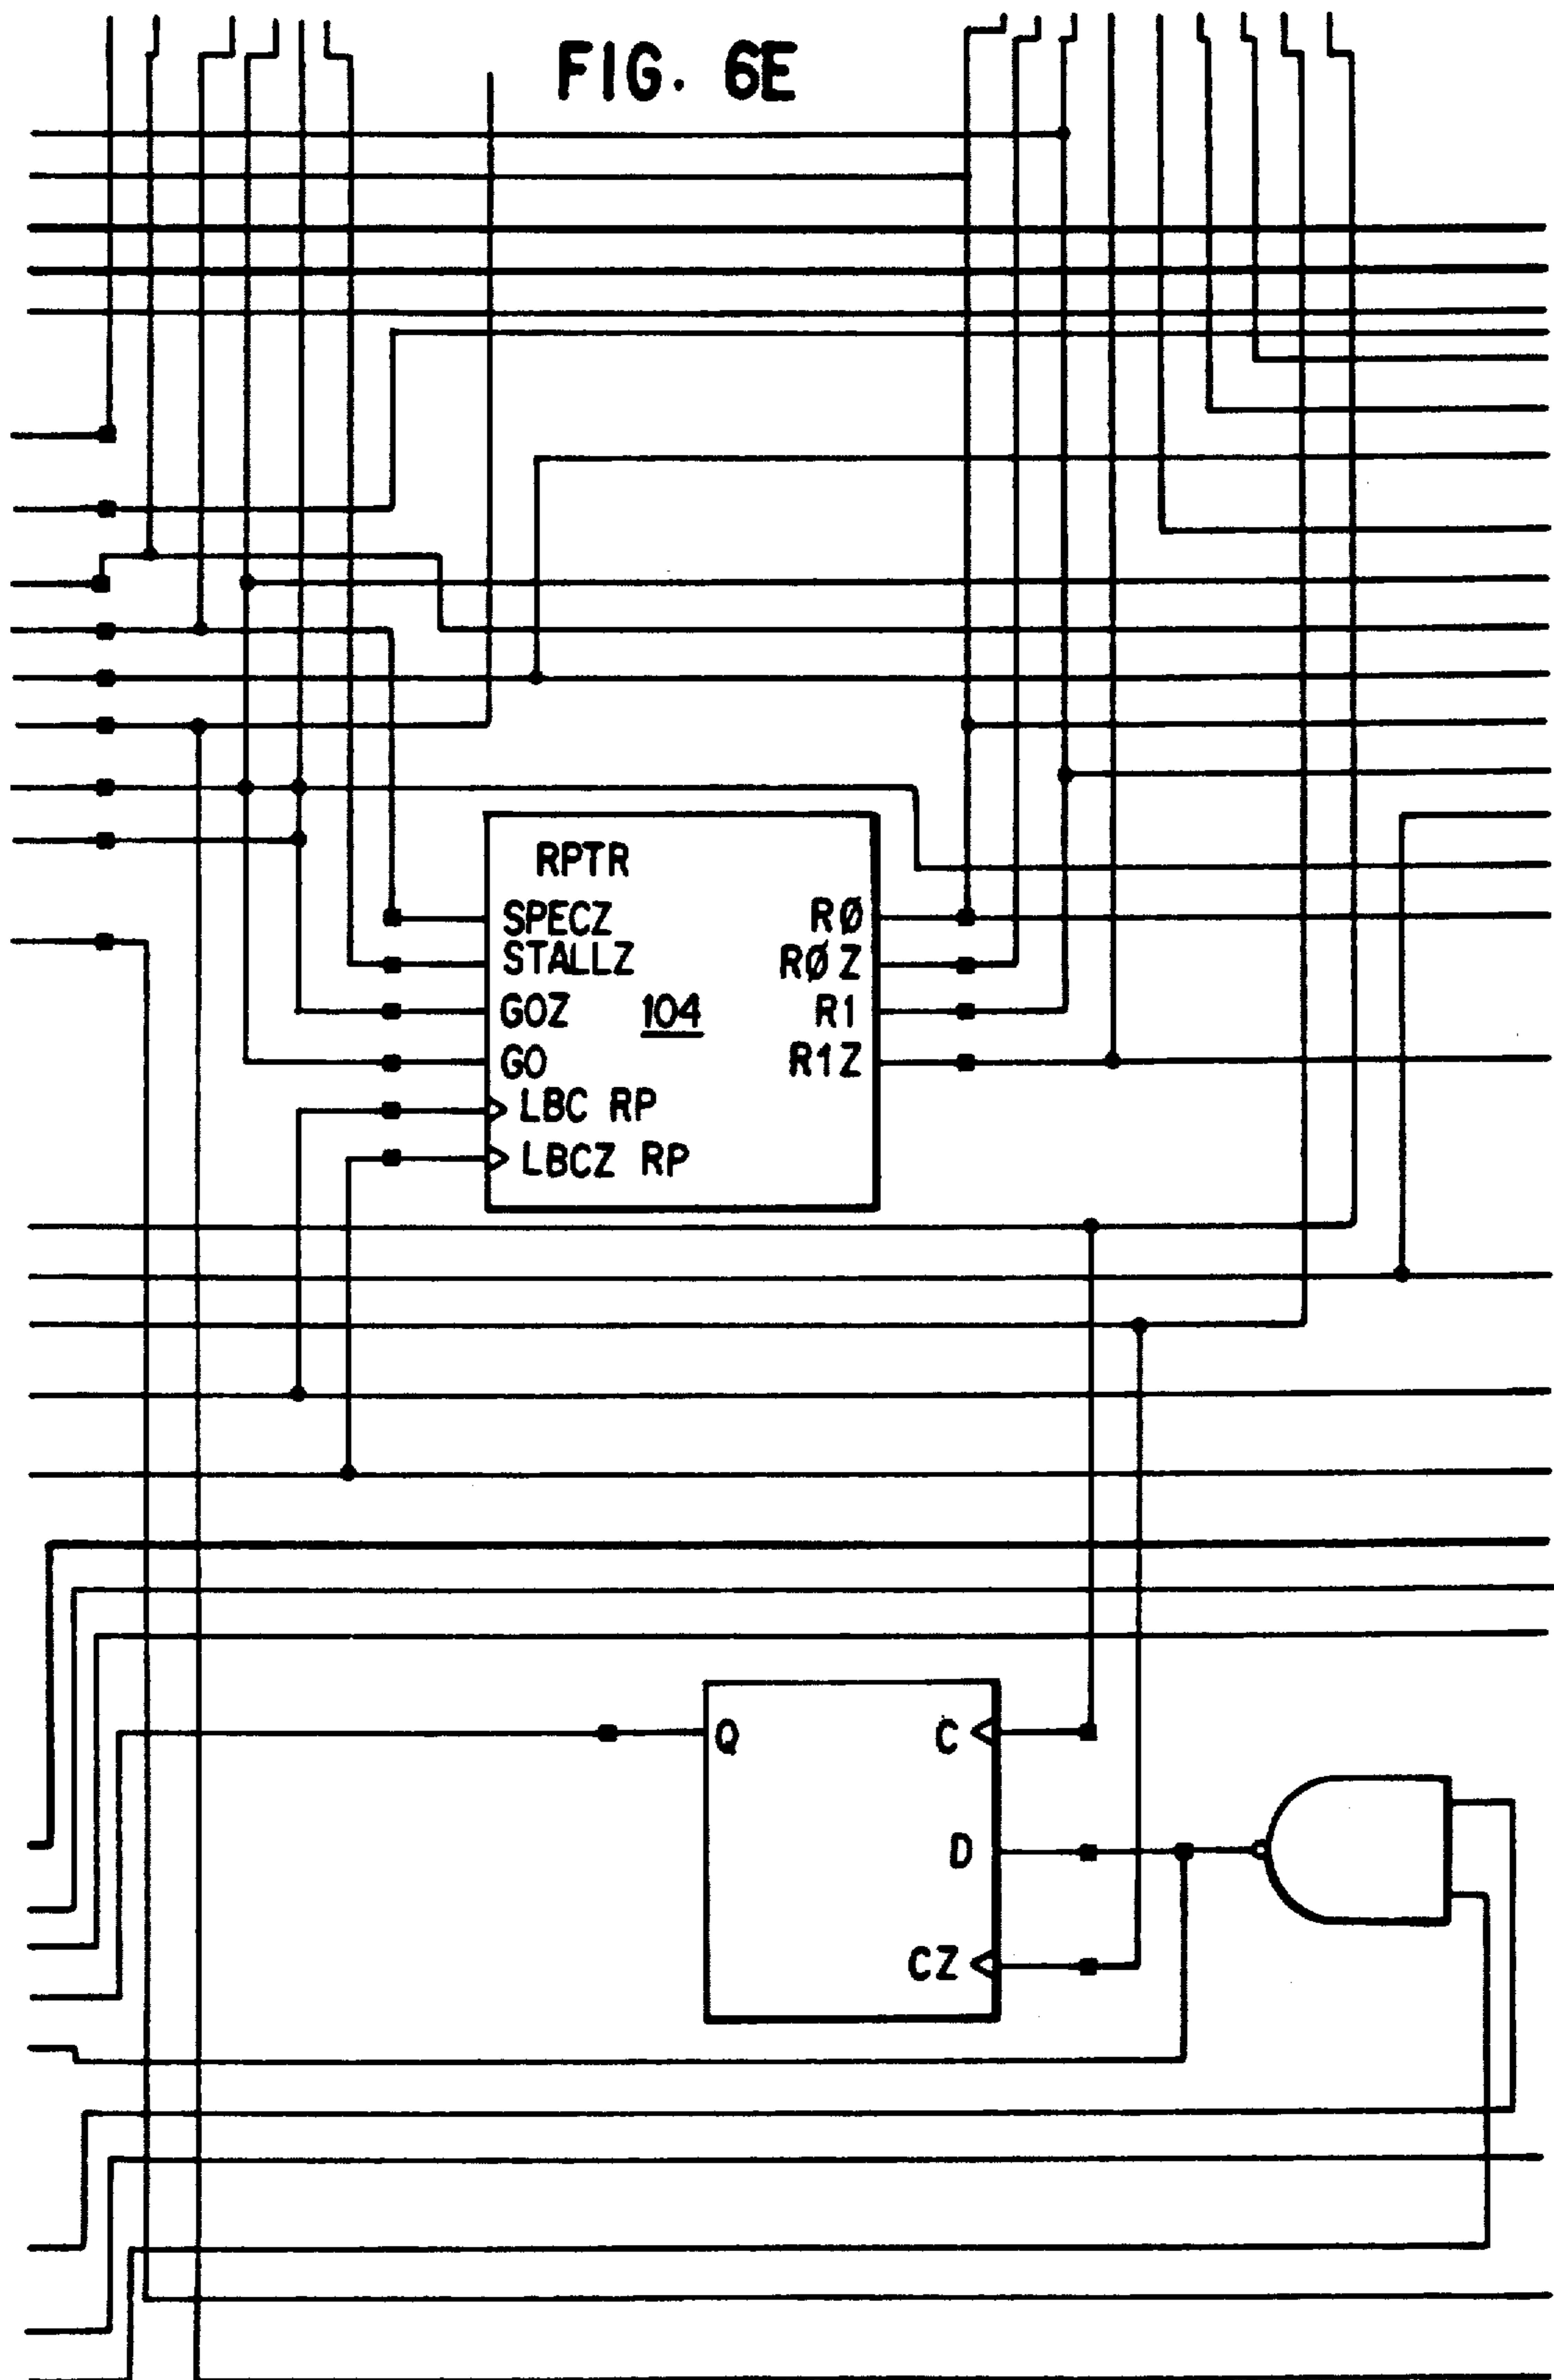 FIG. 6E
RPTR
SPECZ RØ
STALLZ RØZ
GOZ 104 R1
GO R1Z
LBC RP
LBCZ RP
Q C
D
CZ